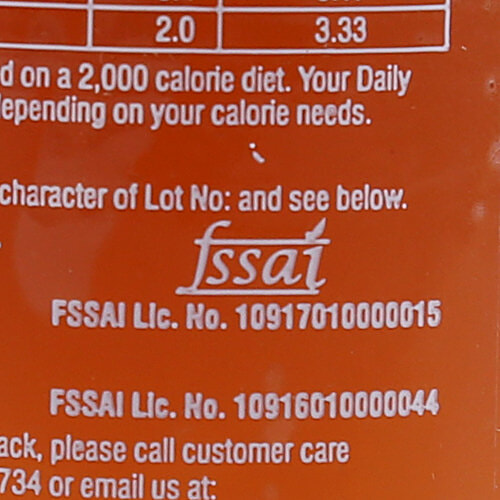 2.0 3.33
d on a 2,000 calorie diet. Your Daily
depending on your calorie needs.
character of Lot No: and see below.
fssai
FSSAI Lic. No. 10917010000015
FSSAI Lic. No. 10916010000044
ack, please call customer care
734 or email us at: